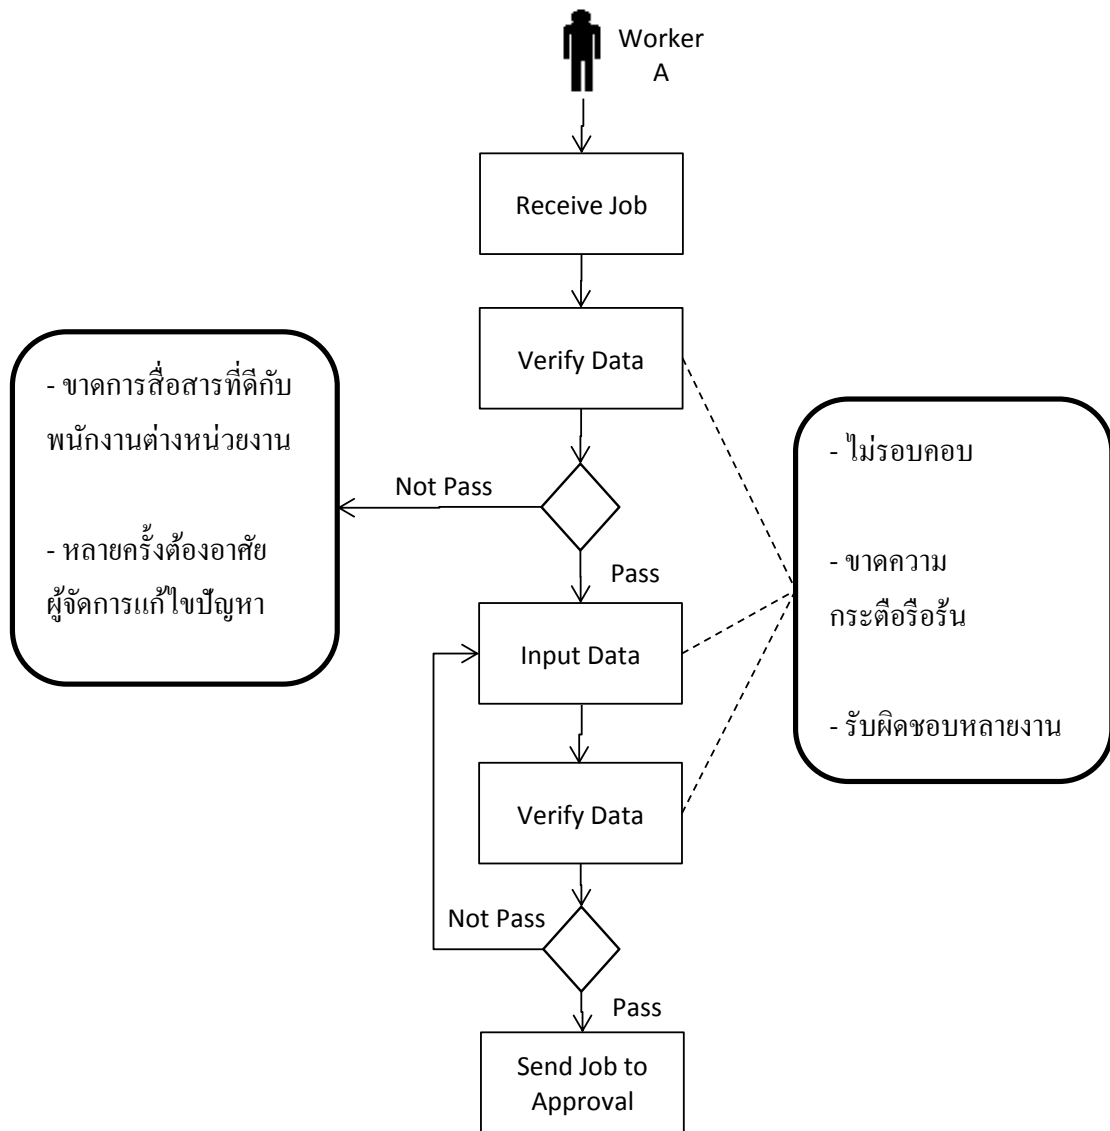 Worker
A
Receive Job
Verify Data
- ขาดการสื่อสารที่ดีกับ
พนักงานต่างหน่วยงาน
- หลายครั้งต้องอาศัย
ผู้จัดการแก้ไขปัญหา
- ไม่รอบคอบ
- ขาดความ
กระตือรือร้น
- รับผิดชอบหลายงาน
Not Pass
Pass
Input Data
Verify Data
Not Pass
Pass
Send Job to
Approval